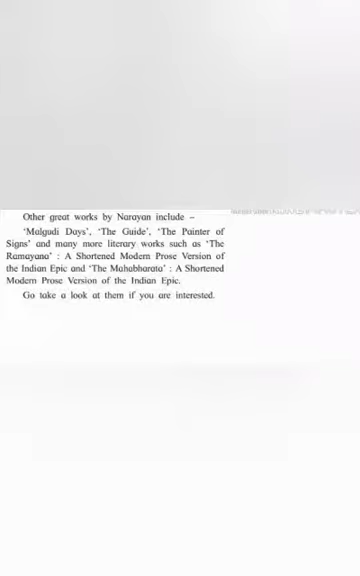 Other great works by Narayan include –
'Malgudi Days', 'The Guide', 'The Painter of
Signs' and many more literary works such as 'The
Ramayana' : A Shortened Modern Prose Version of
the Indian Epic and 'The Mahabharata' : A Shortened
Modern Prose Version of the Indian Epic.
Go take a look at them if you are interested.